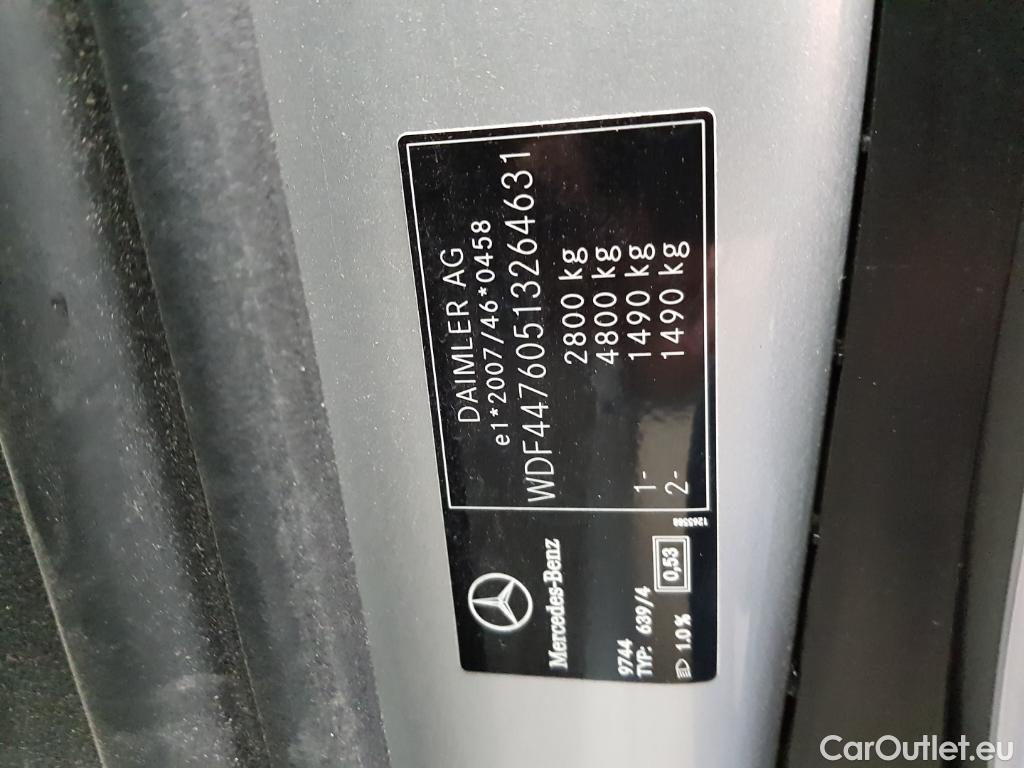 DAIMLER AG
e1*2007/46*0458
WDF44760513264631
2800 kg
4800 kg
1- 1490 kg
2- 1490 kg
Mercedes-Benz
9744
TYP: 639/4
1.0% 0,53
1265508
CarOutlet.eu